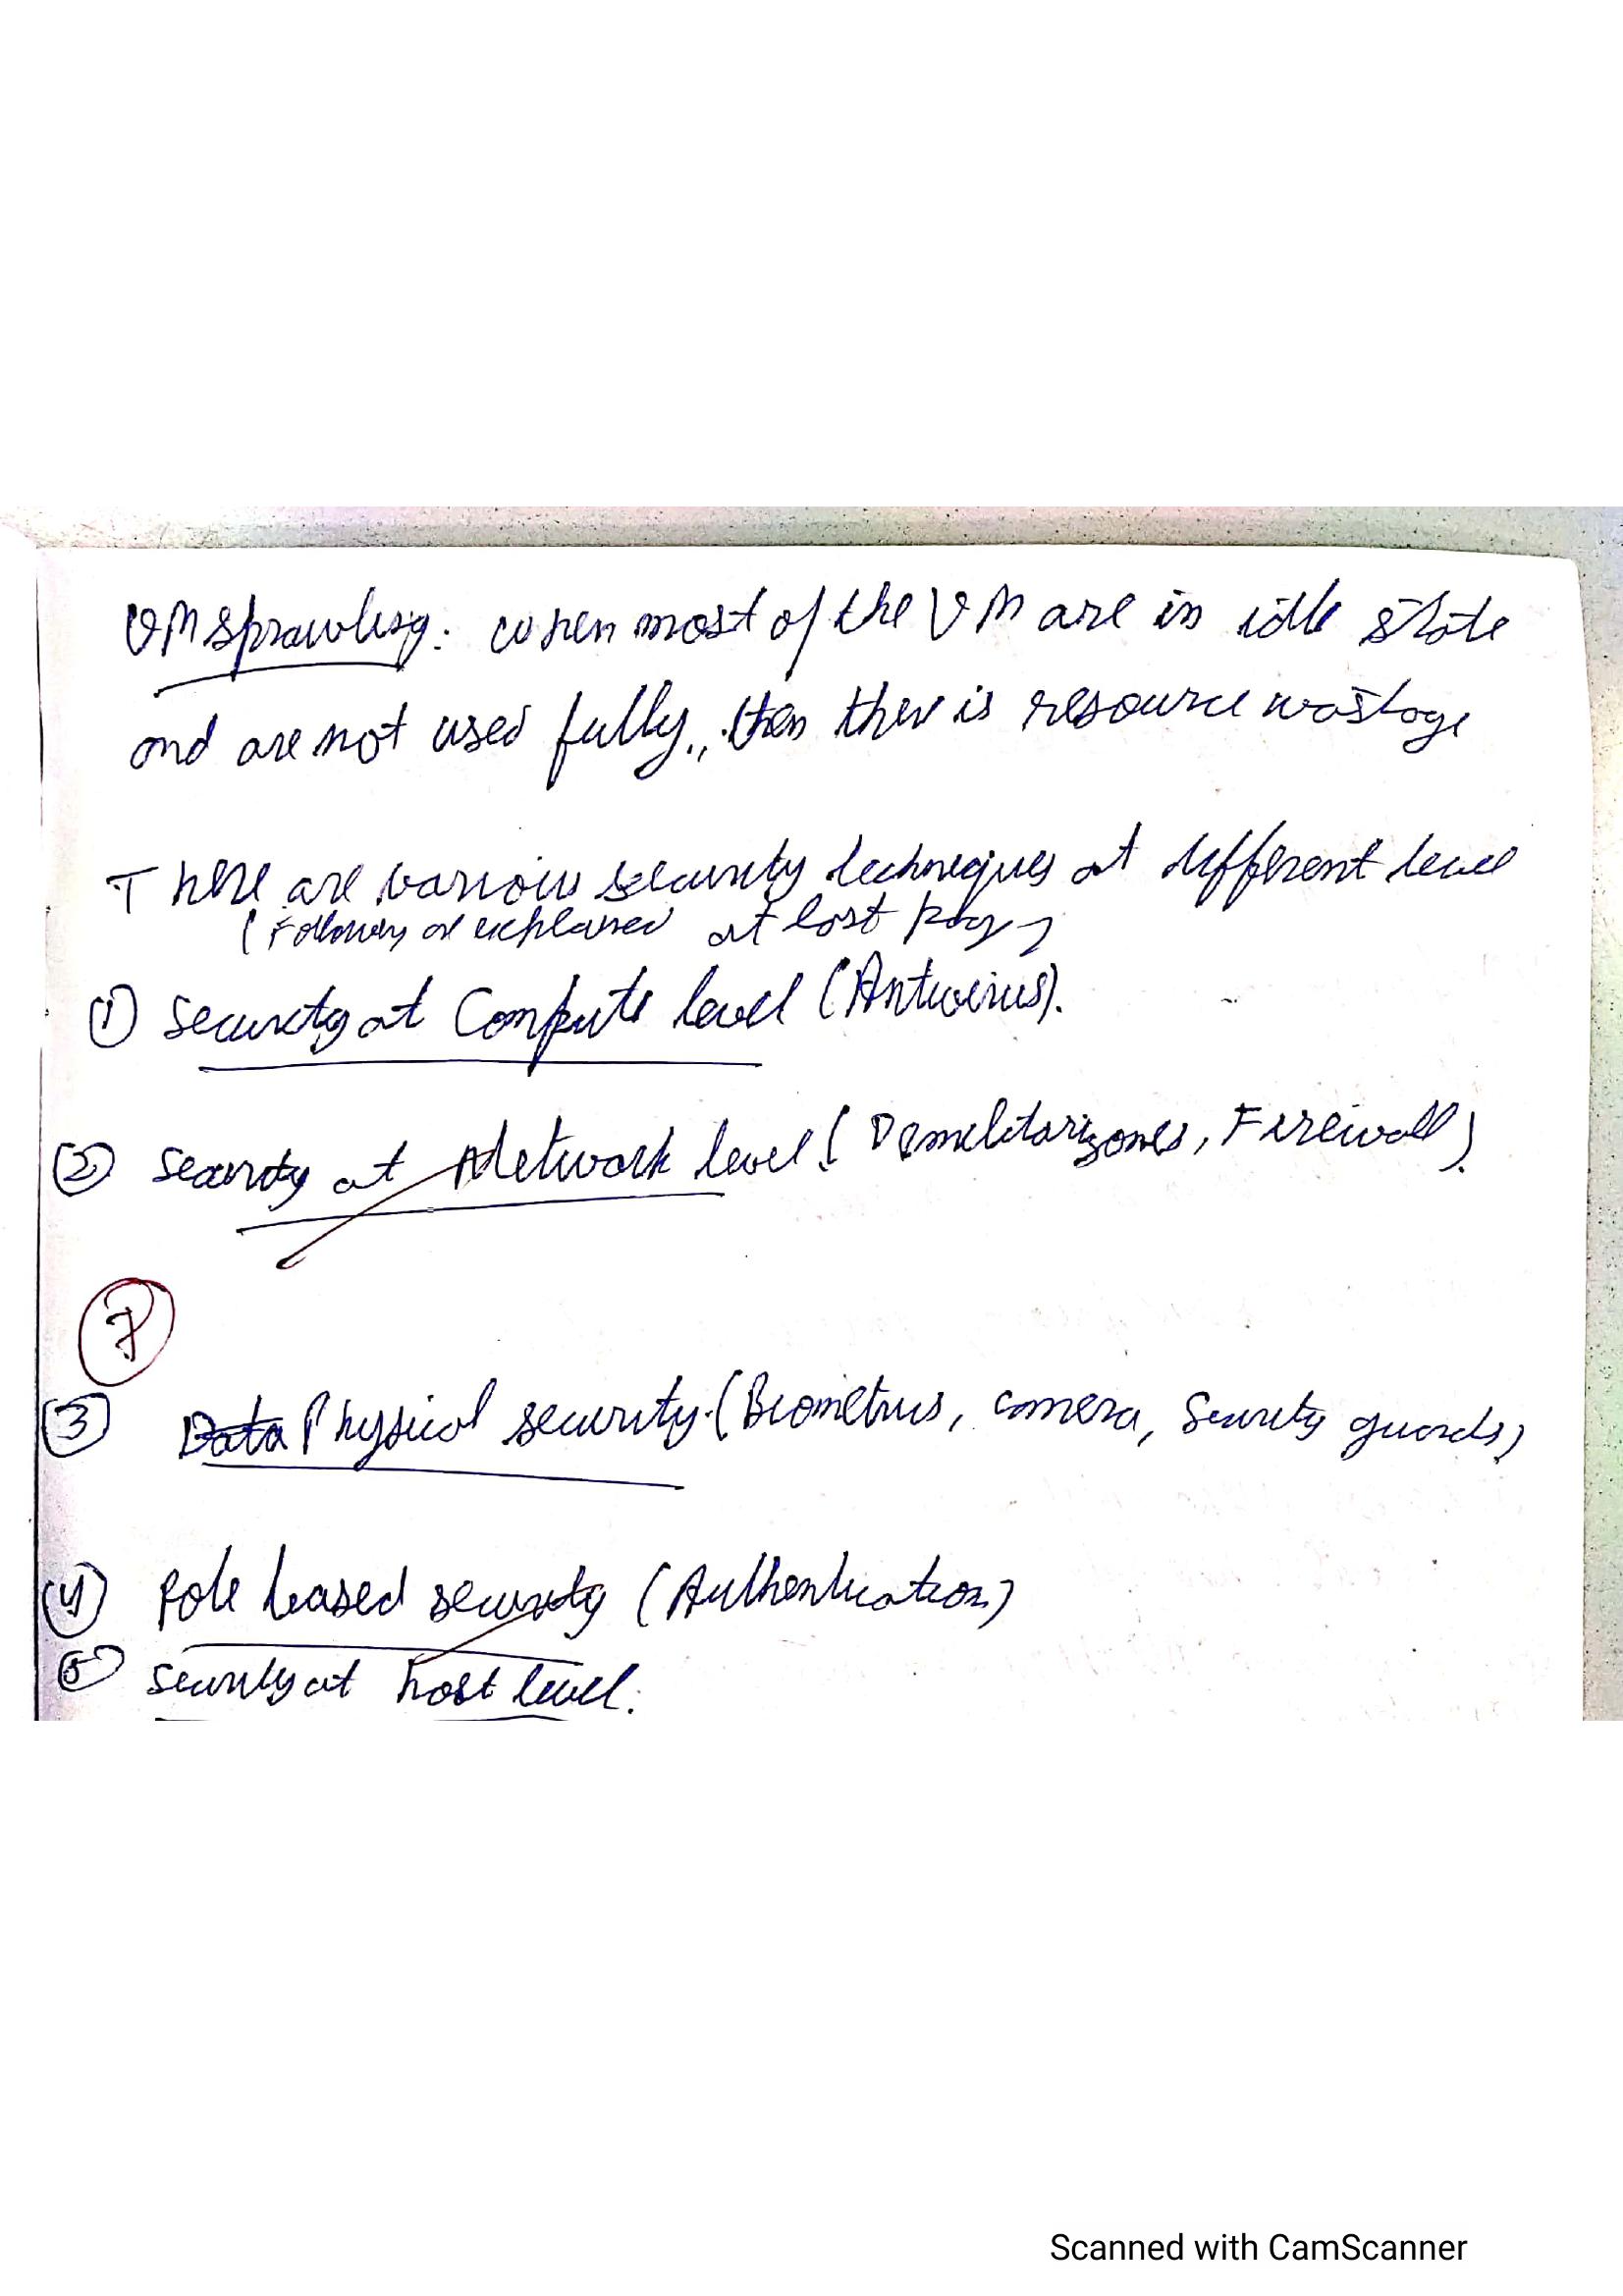 VM sprawling: when most of the VM are in idle state
and are not used fully, then ther is resource wastage
There are various security techniques at different level
(Following are explained at last page)
① Security at Compute level (Antivirus).
② Security at Network level (Demilitarizones, Firewall)
7
③ Data Physical security (Biometrics, camera, Security guards)
④ Role based security (Authentication)
⑤ Security at host level.
Scanned with CamScanner